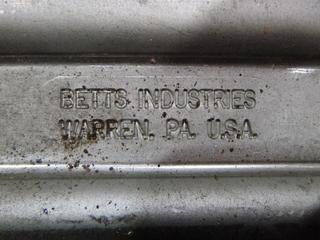 BETTS INDUSTRIES
WARREN, PA. U.S.A.